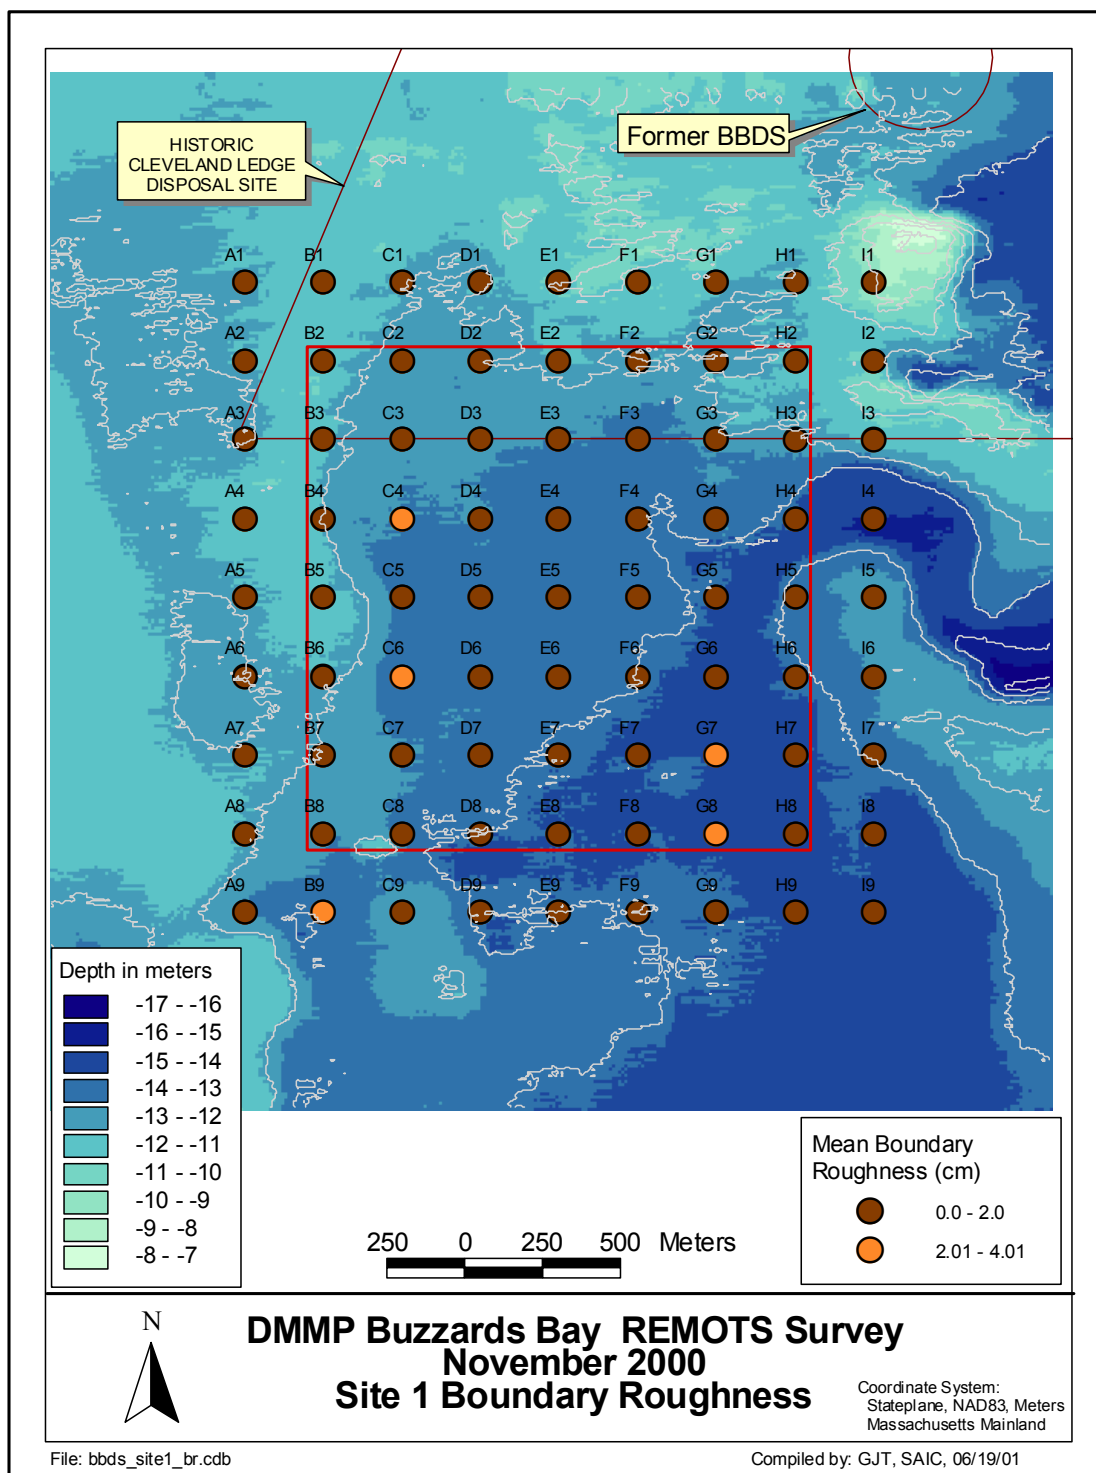 HISTORIC
CLEVELAND LEDGE
DISPOSAL SITE
Former BBDS
A1 B1 C1 D1 E1 F1 G1 H1 I1
A2 B2 C2 D2 E2 F2 G2 H2 I2
A3 B3 C3 D3 E3 F3 G3 H3 I3
A4 B4 C4 D4 E4 F4 G4 H4 I4
A5 B5 C5 D5 E5 F5 G5 H5 I5
A6 B6 C6 D6 E6 F6 G6 H6 I6
A7 B7 C7 D7 E7 F7 G7 H7 I7
A8 B8 C8 D8 E8 F8 G8 H8 I8
A9 B9 C9 D9 E9 F9 G9 H9 I9
Depth in meters
-17 - -16
-16 - -15
-15 - -14
-14 - -13
-13 - -12
-12 - -11
-11 - -10
-10 - -9
-9 - -8
-8 - -7
Mean Boundary
Roughness (cm)
0.0 - 2.0
2.01 - 4.01
250 0 250 500 Meters
N
DMMP Buzzards Bay REMOTS Survey
November 2000
Site 1 Boundary Roughness
Coordinate System:
Stateplane, NAD83, Meters
Massachusetts Mainland
File: bbds_site1_br.cdb
Compiled by: GJT, SAIC, 06/19/01